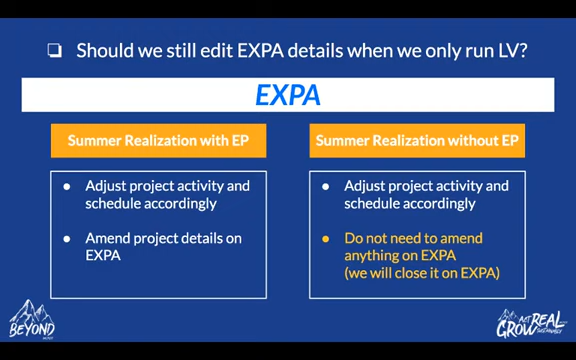 Should we still edit EXPA details when we only run LV?
EXPA
Summer Realization with EP
Summer Realization without EP
Adjust project activity and
schedule accordingly
Amend project details on
EXPA
Adjust project activity and
schedule accordingly
Do not need to amend
anything on EXPA
(we will close it on EXPA)
BEYOND
ACT REAL
GROW